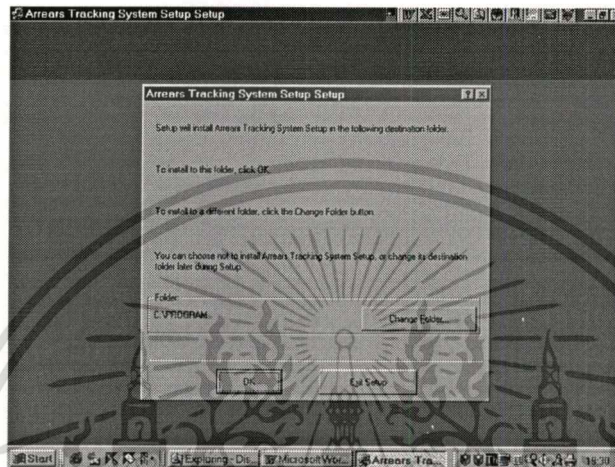 Arrears Tracking System Setup Setup
Arrears Tracking System Setup Setup
Setup will install Arrears Tracking System Setup in the following destination folder.
To install to this folder, click OK.
To install to a different folder, click the Change Folder button.
You can choose not to install Arrears Tracking System Setup, or change its destination
folder later during Setup.
Folder:
C:\PROGRAM
Change Folder...
OK
Exit Setup
Start
Exploring - Dis...
Microsoft Wor...
Arrears Tra...